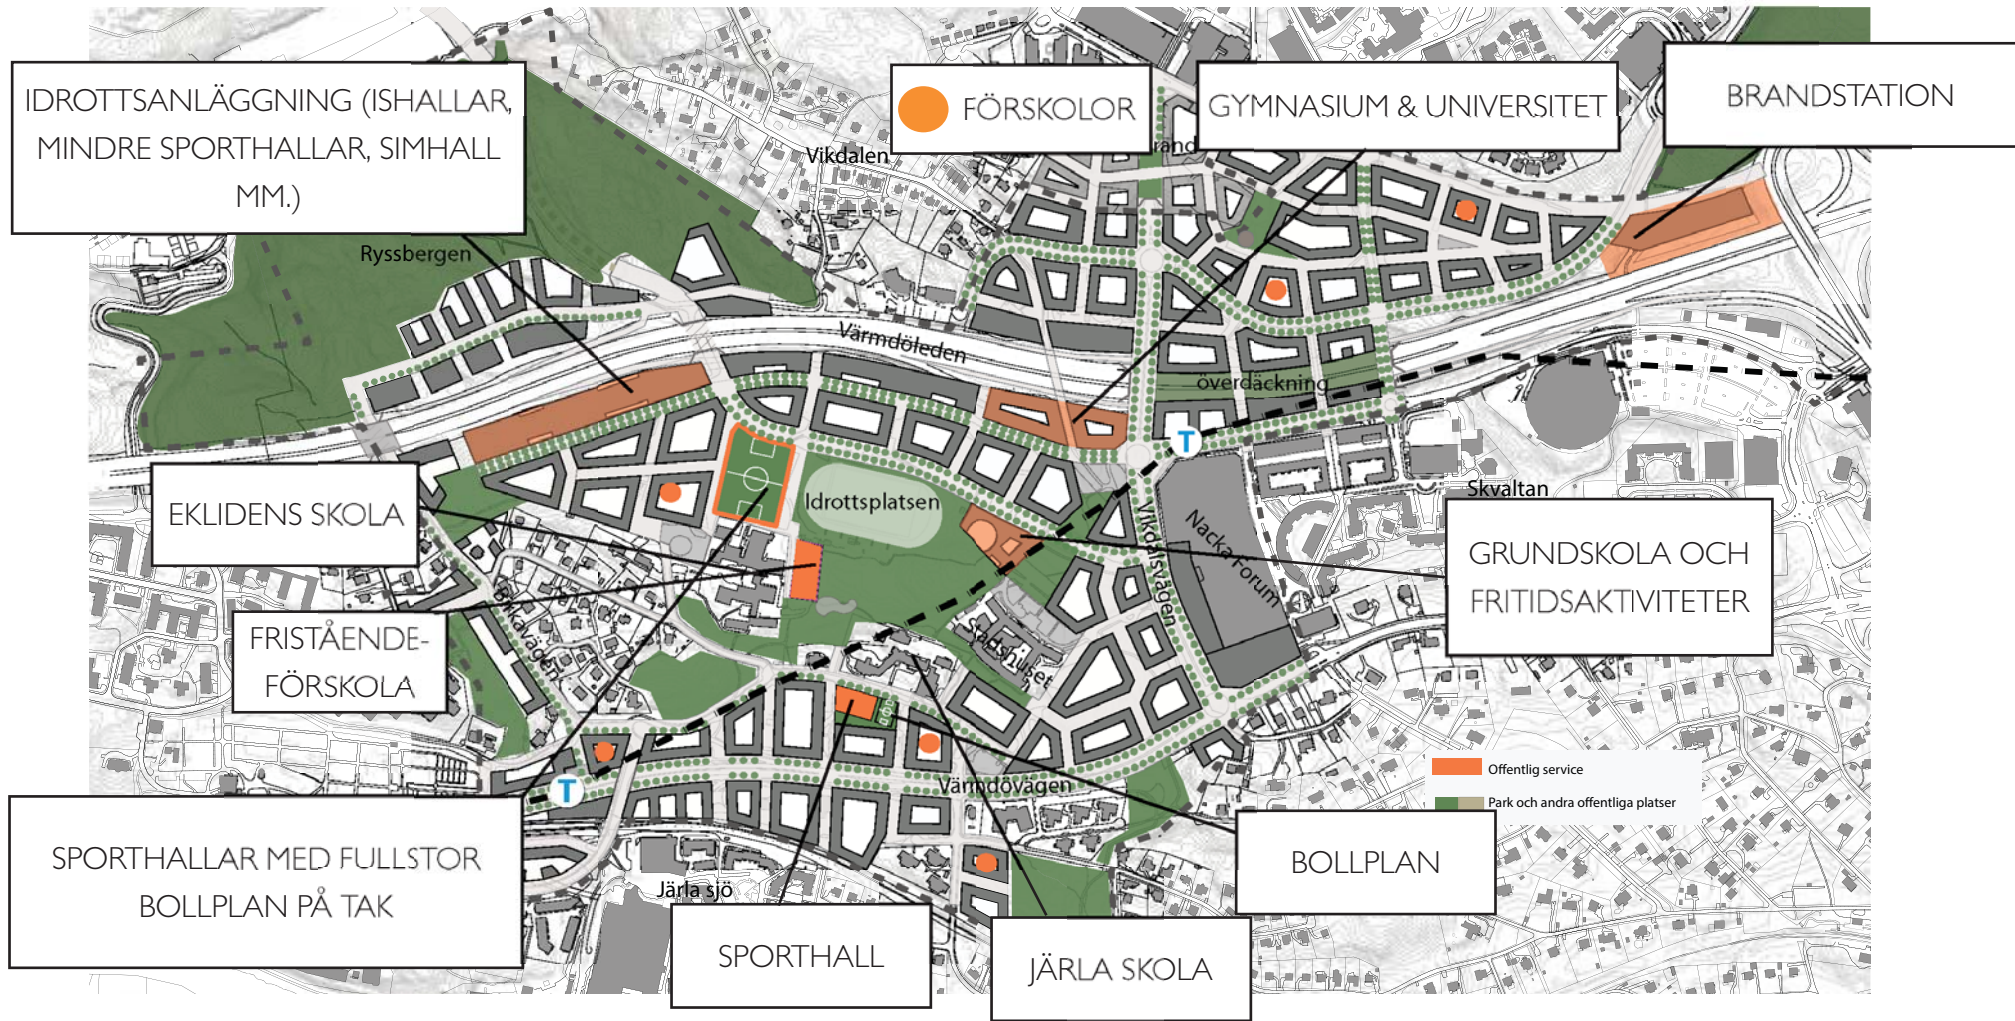 IDROTTSANLÄGGNING (ISHALLAR,
MINDRE SPORTHALLAR, SIMHALL
MM.)
FÖRSKOLOR
GYMNASIUM & UNIVERSITET
BRANDSTATION
rand
Vikdalen
Ryssbergen
Värmdöleden
överdäckning
T
Idrottsplatsen
Skvaltan
EKLIDENS SKOLA
Vikdalsvägen
Nacka Forum
GRUNDSKOLA OCH
FRITIDSAKTIVITETER
FRISTÅENDE-
FÖRSKOLA
Stadshuset
Offentlig service
Park och andra offentliga platser
T
Värmdövägen
SPORTHALLAR MED FULLSTOR
BOLLPLAN PÅ TAK
BOLLPLAN
Järla sjö
SPORTHALL
JÄRLA SKOLA